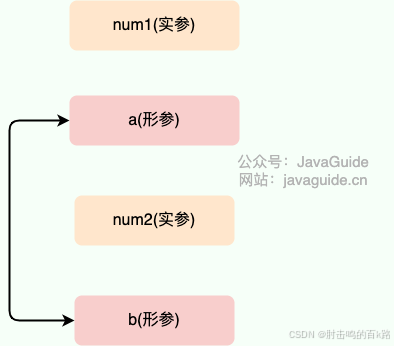 num1(实参)
a(形参)
公众号：JavaGuide
网站：javaguide.cn
num2(实参)
b(形参)
CSDN @肘击鸣的百k路